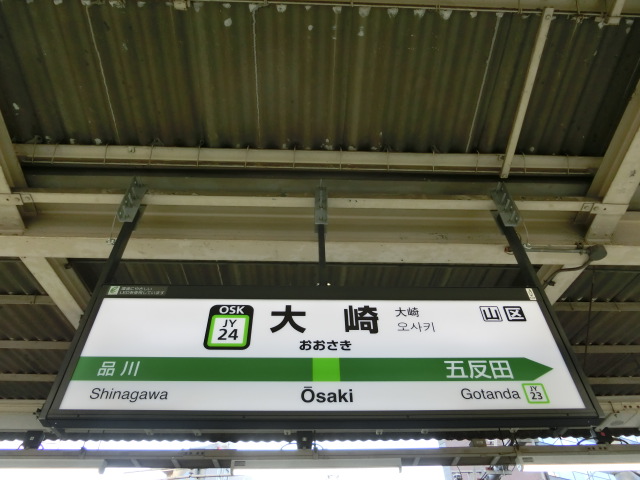 OSK
JY
24
大崎
大崎
오사키
山区
おおさき
品川
五反田
Shinagawa
Ōsaki
Gotanda
JY
23